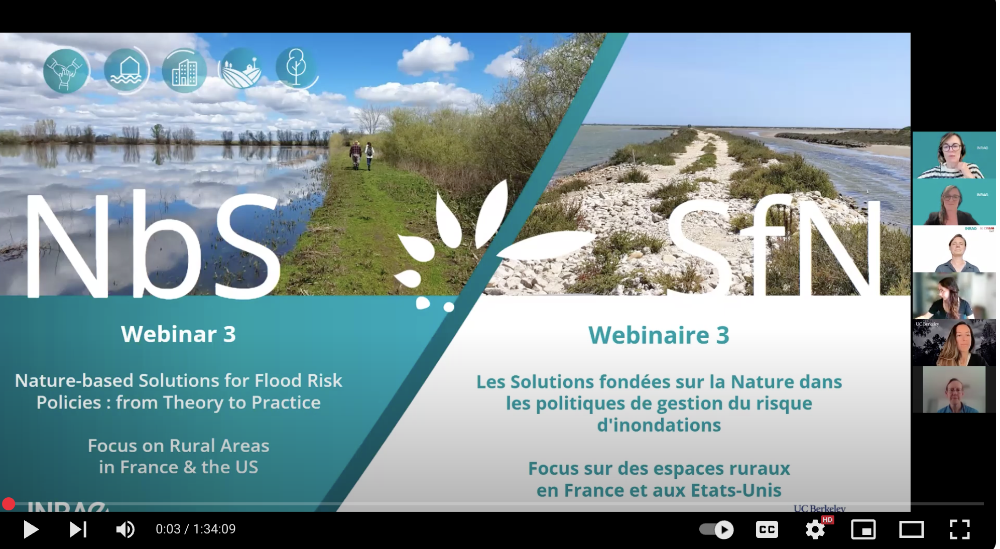 NbS
SfN
Webinar 3
Nature-based Solutions for Flood Risk
Policies : from Theory to Practice
Focus on Rural Areas
in France & the US
INRAE
Webinaire 3
Les Solutions fondées sur la Nature dans
les politiques de gestion du risque
d'inondations
Focus sur des espaces ruraux
en France et aux Etats-Unis
UC Berkeley
INRAE
INRAE
INRAE
le cnam
UC Berkeley
0:03 / 1:34:09
CC
HD